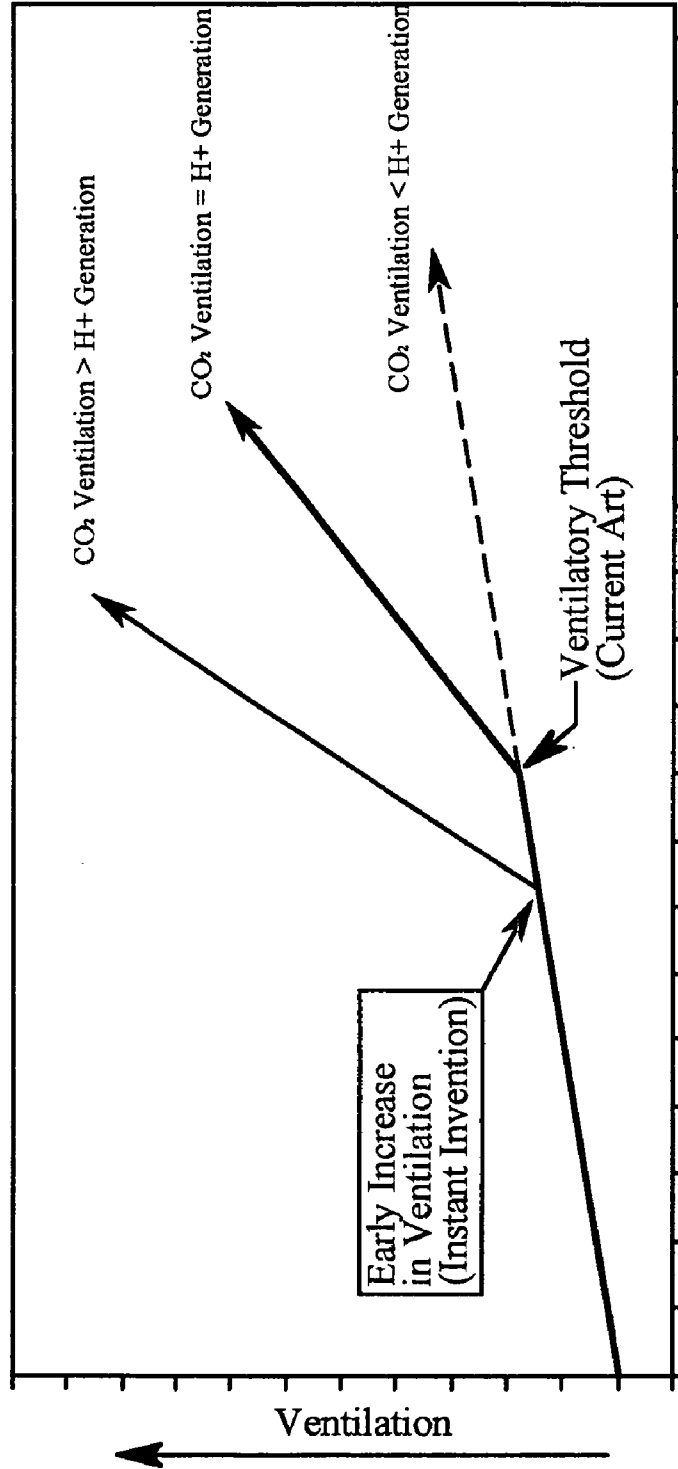 CO₂ Ventilation > H+ Generation
CO₂ Ventilation = H+ Generation
CO₂ Ventilation < H+ Generation
Early Increase
in Ventilation
(Instant Invention)
Ventilatory Threshold
(Current Art)
Ventilation